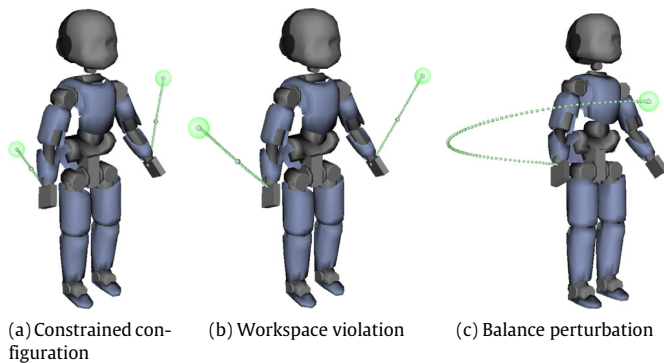 (a) Constrained con-
figuration
(b) Workspace violation
(c) Balance perturbation